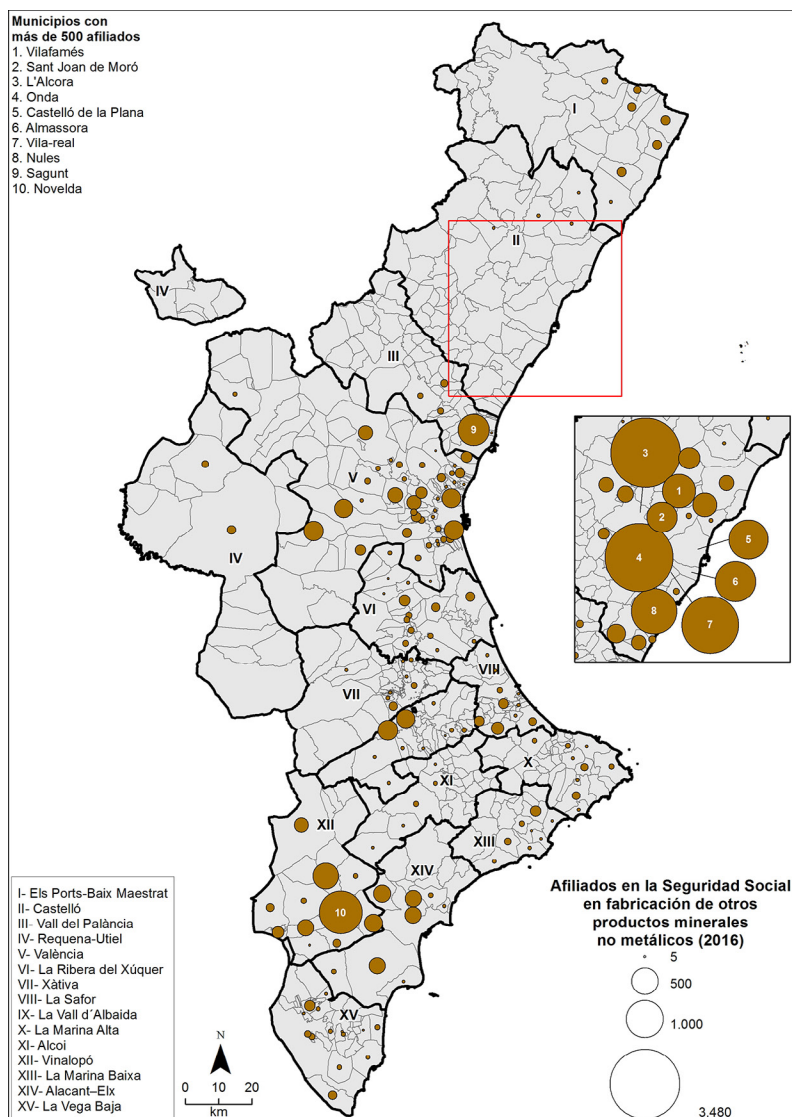 Municipios con
más de 500 afiliados
1. Vilafamés
2. Sant Joan de Moró
3. L'Alcora
4. Onda
5. Castelló de la Plana
6. Almassora
7. Vila-real
8. Nules
9. Sagunt
10. Novelda
I
II
IV
III
9
V
IV
3
1
2
5
4
6
8
7
VI
VII
VIII
X
XI
XII
XIII
XIV
10
XV
I- Els Ports-Baix Maestrat
II- Castelló
III- Vall del Palància
IV- Requena-Utiel
V- València
VI- La Ribera del Xúquer
VII- Xàtiva
VIII- La Safor
IX- La Vall d´Albaida
X- La Marina Alta
XI- Alcoi
XII- Vinalopó
XIII- La Marina Baixa
XIV- Alacant–Elx
XV- La Vega Baja
N
0 10 20
km
Afiliados en la Seguridad Social
en fabricación de otros
productos minerales
no metálicos (2016)
5
500
1.000
3.480